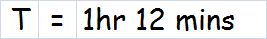 T = 1hr 12 mins